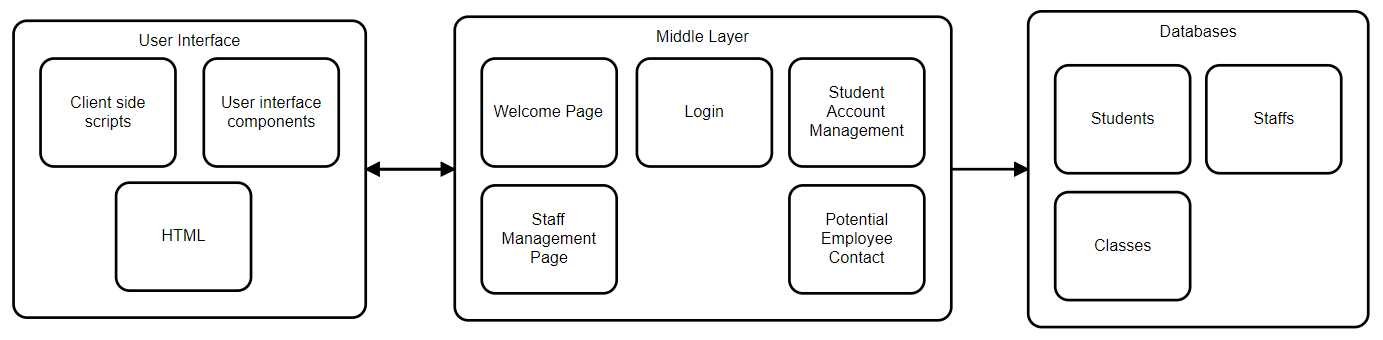 User Interface
Client side
scripts
User interface
components
HTML
Middle Layer
Welcome Page
Login
Student
Account
Management
Staff
Management
Page
Potential
Employee
Contact
Databases
Students
Staffs
Classes